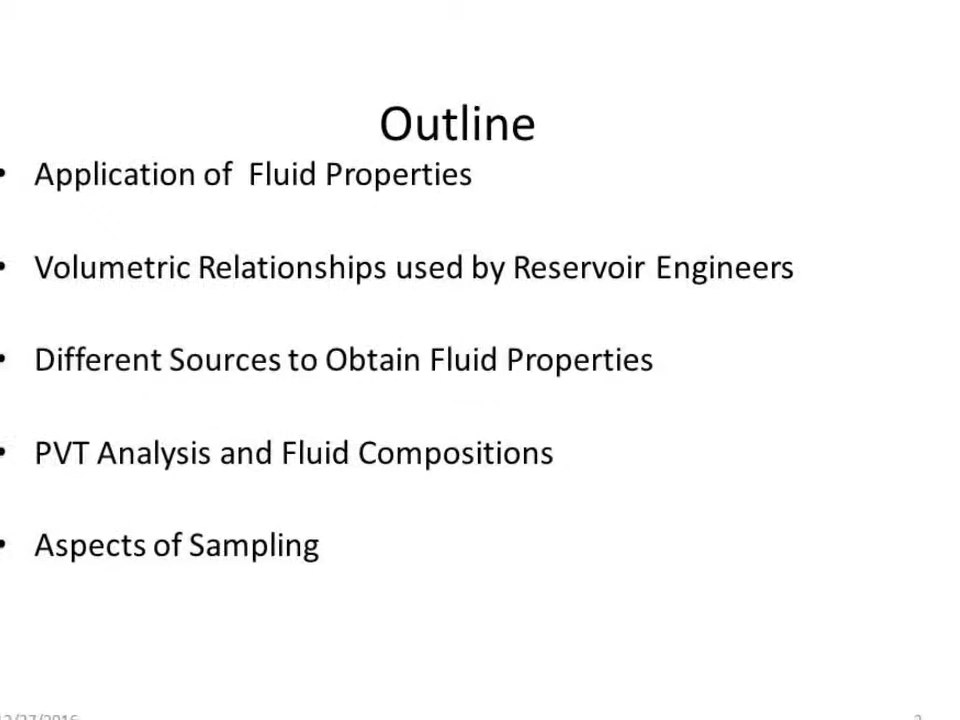 Outline
• Application of Fluid Properties
• Volumetric Relationships used by Reservoir Engineers
• Different Sources to Obtain Fluid Properties
• PVT Analysis and Fluid Compositions
• Aspects of Sampling